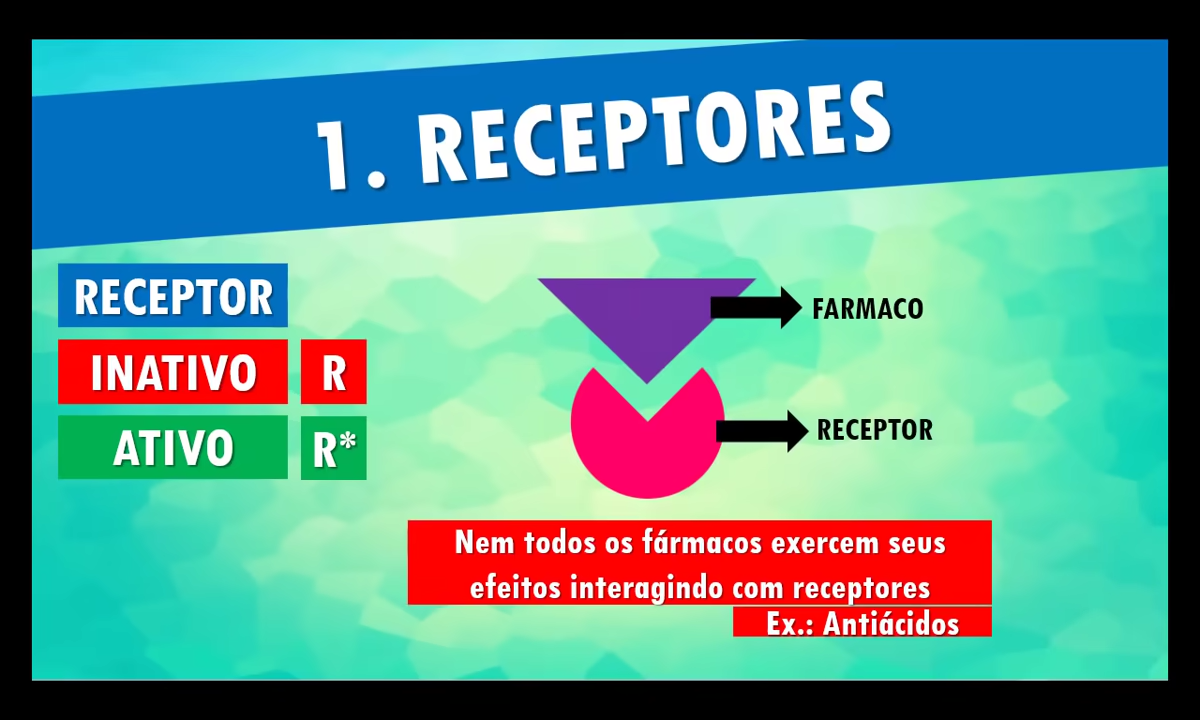 1. RECEPTORES
RECEPTOR
INATIVO R
ATIVO R*
FARMACO
RECEPTOR
Nem todos os fármacos exercem seus
efeitos interagindo com receptores
Ex.: Antiácidos